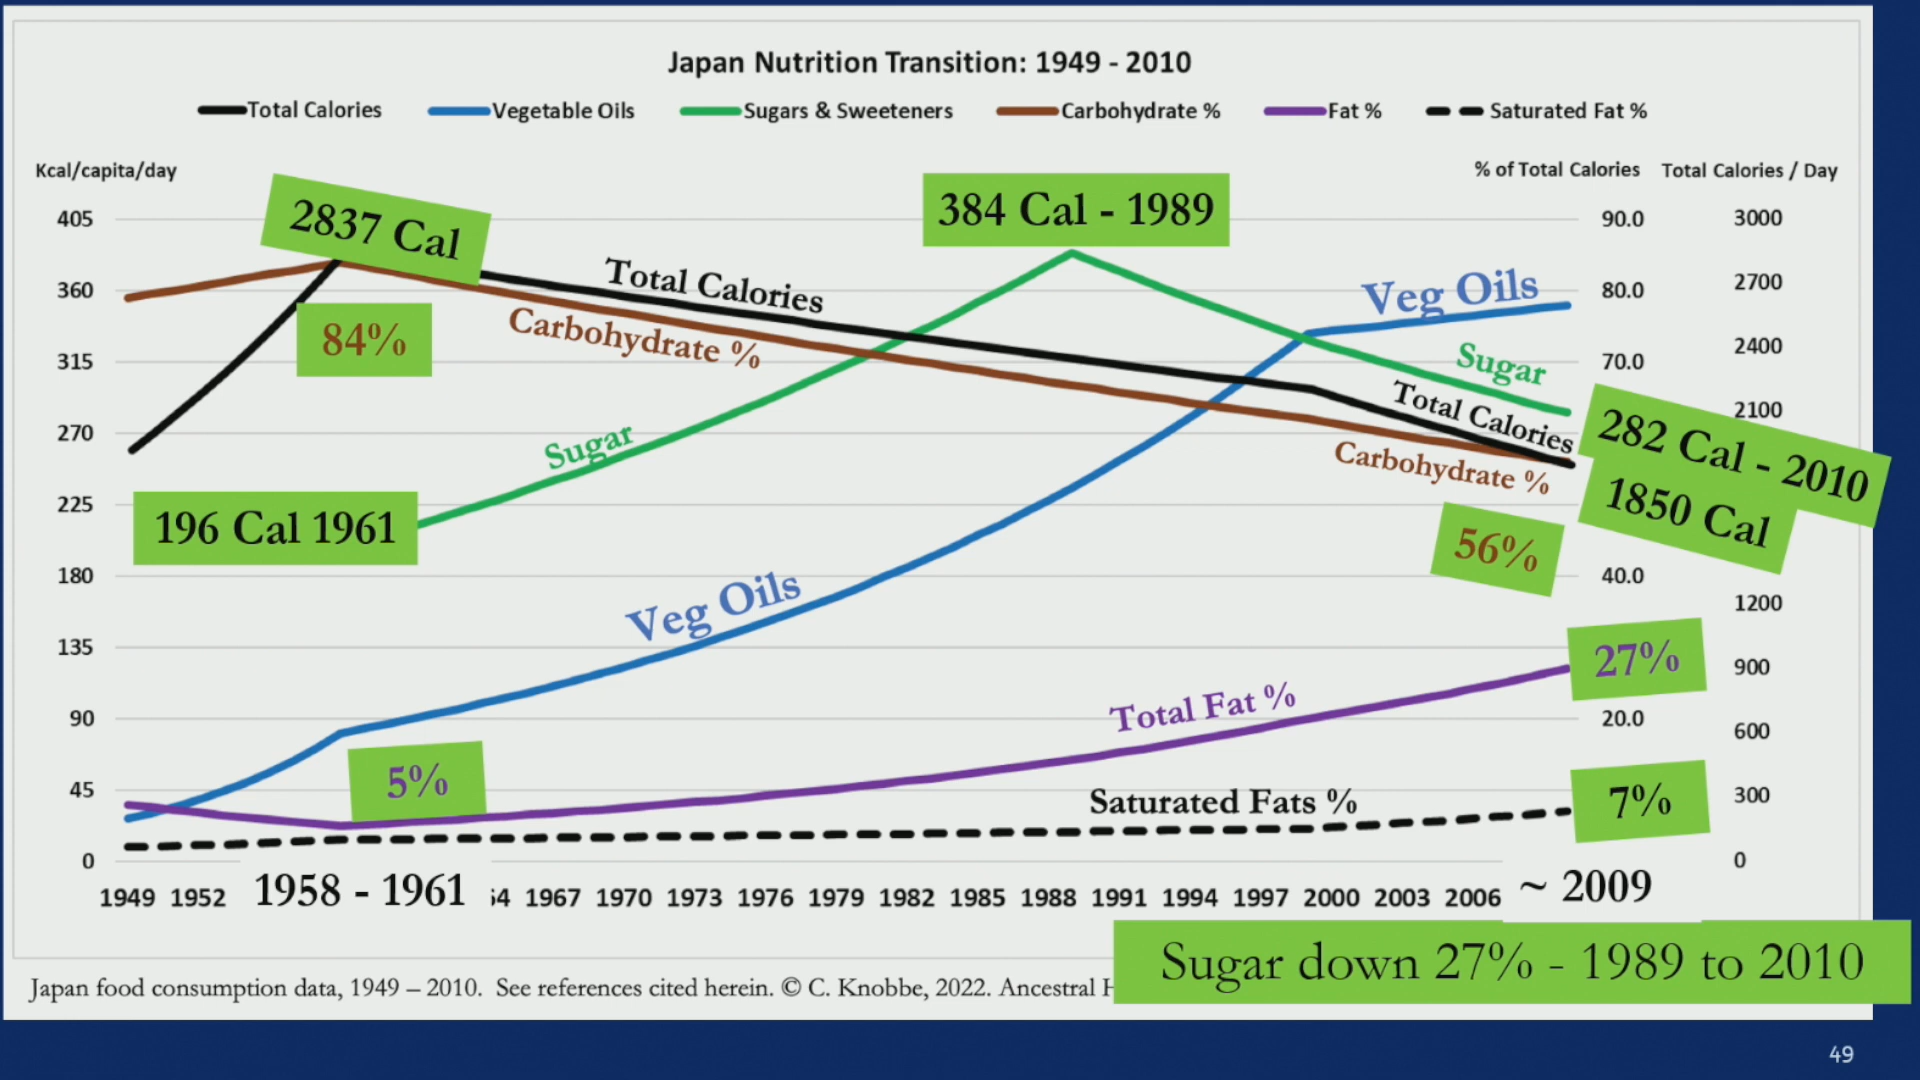 Japan Nutrition Transition: 1949 - 2010
Total Calories Vegetable Oils Sugars & Sweeteners Carbohydrate % Fat % Saturated Fat %
Kcal/capita/day
% of Total Calories Total Calories / Day
2837 Cal
384 Cal - 1989
405
90.0
3000
Total Calories
Veg Oils
360
80.0
2700
84%
Carbohydrate %
315
70.0
2400
Sugar
Total Calories
2100
282 Cal - 2010
270
Sugar
Carbohydrate %
1850 Cal
225
196 Cal 1961
56%
180
40.0
1200
Veg Oils
135
27%
900
Total Fat %
90
20.0
600
5%
45
Saturated Fats %
7%
300
0
0
1949 1952 1958 - 1961 64 1967 1970 1973 1976 1979 1982 1985 1988 1991 1994 1997 2000 2003 2006 ~ 2009
Sugar down 27% - 1989 to 2010
Japan food consumption data, 1949 – 2010. See references cited herein. © C. Knobbe, 2022. Ancestral H
49